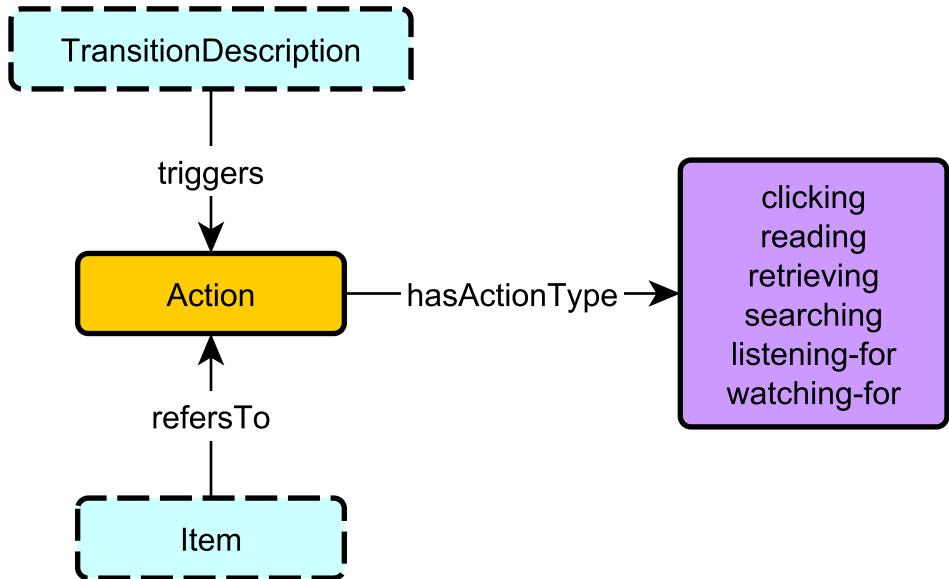 TransitionDescription
triggers
Action
hasActionType
clicking
reading
retrieving
searching
listening-for
watching-for
refersTo
Item